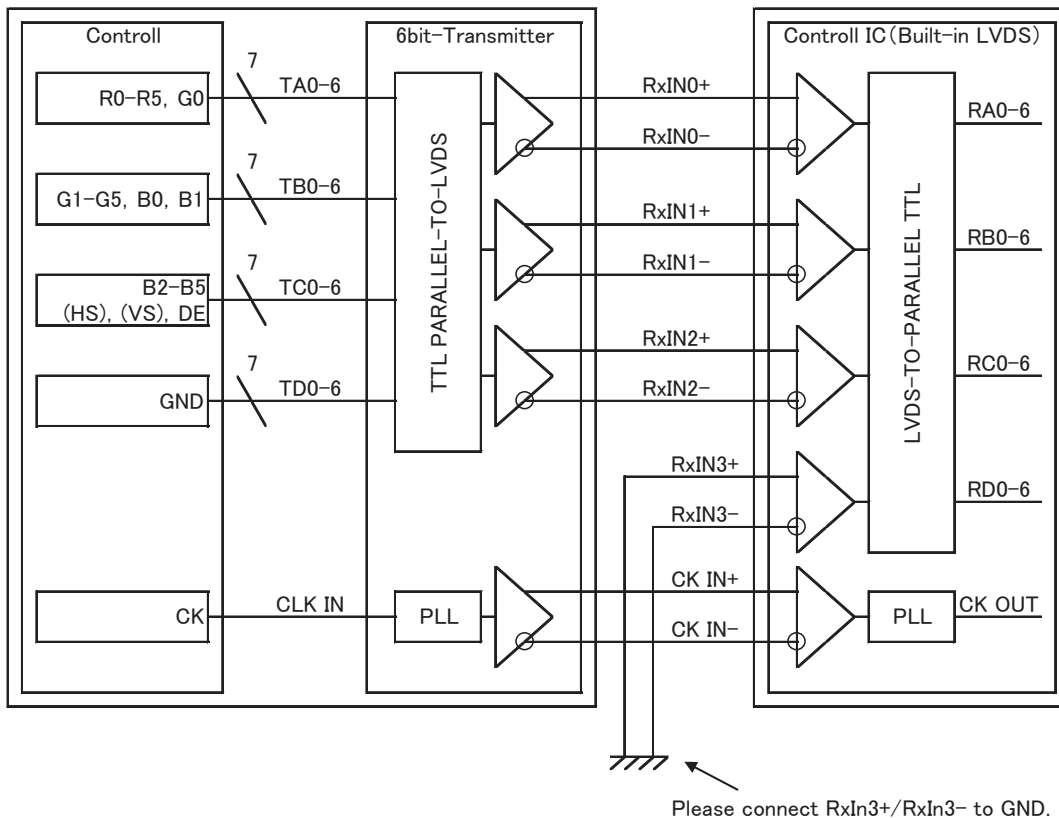 Controll
6bit-Transmitter
Controll IC(Built-in LVDS)
7
R0-R5, G0
TA0-6
RxIN0+
RxIN0-
RA0-6
7
G1-G5, B0, B1
TB0-6
RxIN1+
RxIN1-
RB0-6
7
B2-B5
(HS), (VS), DE
TC0-6
TTL PARALLEL-TO-LVDS
LVDS-TO-PARALLEL TTL
RxIN2+
RxIN2-
RC0-6
7
GND
TD0-6
RxIN3+
RxIN3-
RD0-6
CK
CLK IN
PLL
CK IN+
CK IN-
PLL
CK OUT
Please connect RxIn3+/RxIn3- to GND.